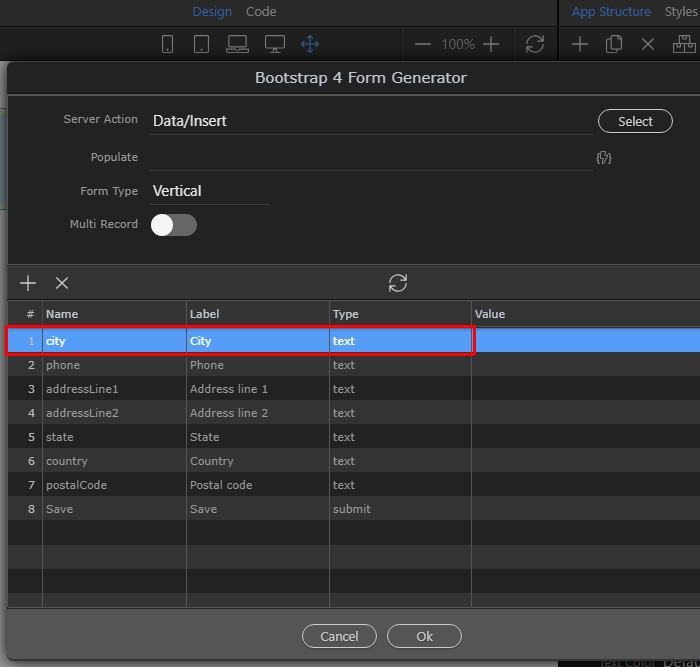 Design Code App Structure Styles
100%
Bootstrap 4 Form Generator
Server Action Data/Insert Select
Populate
Form Type Vertical
Multi Record
# Name Label Type Value
1 city City text
2 phone Phone text
3 addressLine1 Address line 1 text
4 addressLine2 Address line 2 text
5 state State text
6 country Country text
7 postalCode Postal code text
8 Save Save submit
Cancel Ok